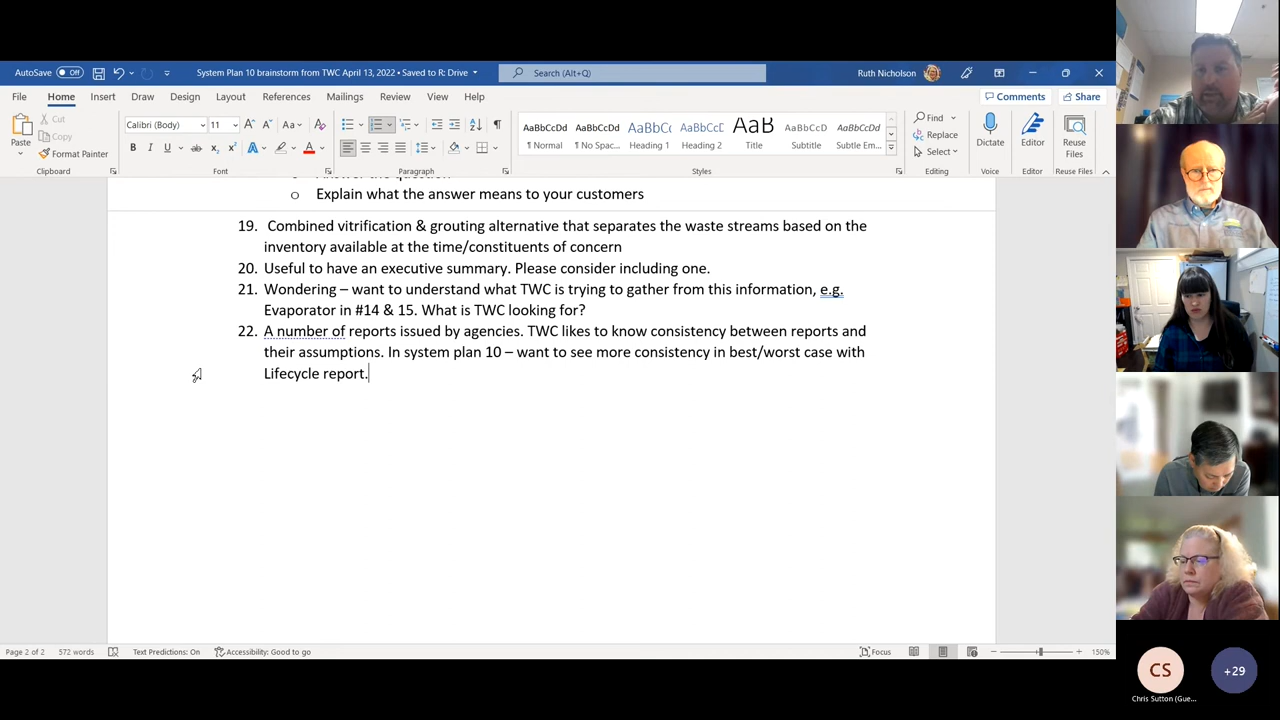 AutoSave Off
System Plan 10 brainstorm from TWC April 13, 2022 • Saved to R: Drive
Search (Alt+Q)
Ruth Nicholson
File Home Insert Draw Design Layout References Mailings Review View Help
Comments Share
Paste
Cut
Copy
Format Painter
Clipboard
Calibri (Body) 11
Font
Paragraph
AaBbCcDd AaBbCcDd AaBbCc AaBbCcD AaB AaBbCcD AaBbCcDd
¶ Normal ¶ No Spac... Heading 1 Heading 2 Title Subtitle Subtle Em...
Styles
Find
Replace
Select
Editing
Dictate
Voice
Editor
Editor
Reuse Files
Reuse Files
Answer the question
o Explain what the answer means to your customers
19. Combined vitrification & grouting alternative that separates the waste streams based on the
inventory available at the time/constituents of concern
20. Useful to have an executive summary. Please consider including one.
21. Wondering – want to understand what TWC is trying to gather from this information, e.g.
Evaporator in #14 & 15. What is TWC looking for?
22. A number of reports issued by agencies. TWC likes to know consistency between reports and
their assumptions. In system plan 10 – want to see more consistency in best/worst case with
Lifecycle report.
Page 2 of 2 572 words Text Predictions: On Accessibility: Good to go Focus 150%
CS
Chris Sutton (Gue...
+29